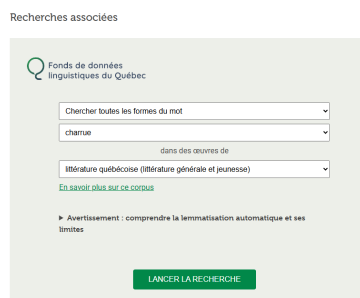 Recherches associées
Fonds de données
linguistiques du Québec
Chercher toutes les formes du mot
charrue
dans des œuvres de
littérature québécoise (littérature générale et jeunesse)
En savoir plus sur ce corpus
▶ Avertissement : comprendre la lemmatisation automatique et ses
limites
LANCER LA RECHERCHE